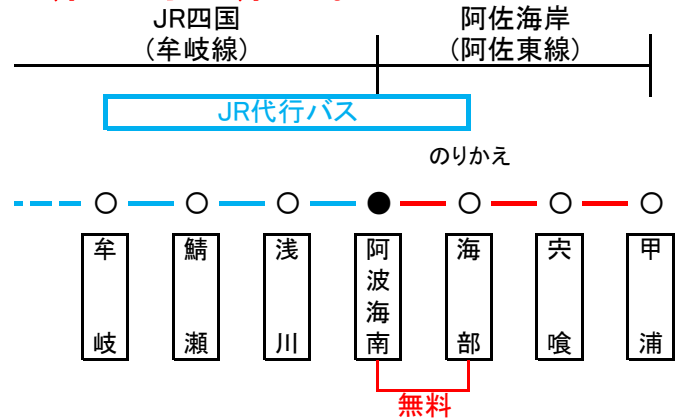 JR四国
(牟岐線)
阿佐海岸
(阿佐東線)
JR代行バス
のりかえ
牟岐
鯖瀬
浅川
阿波海南
海部
宍喰
甲浦
無料